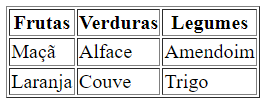 Frutas Verduras Legumes
Maçã Alface Amendoim
Laranja Couve Trigo